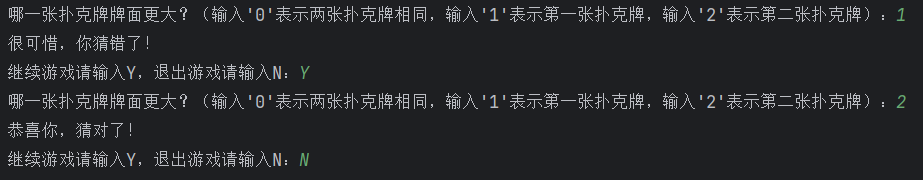 哪一张扑克牌牌面更大?（输入'0'表示两张扑克牌相同，输入'1'表示第一张扑克牌，输入'2'表示第二张扑克牌）：1
很可惜，你猜错了!
继续游戏请输入Y，退出游戏请输入N：Y
哪一张扑克牌牌面更大?（输入'0'表示两张扑克牌相同，输入'1'表示第一张扑克牌，输入'2'表示第二张扑克牌）：2
恭喜你，猜对了!
继续游戏请输入Y，退出游戏请输入N：N